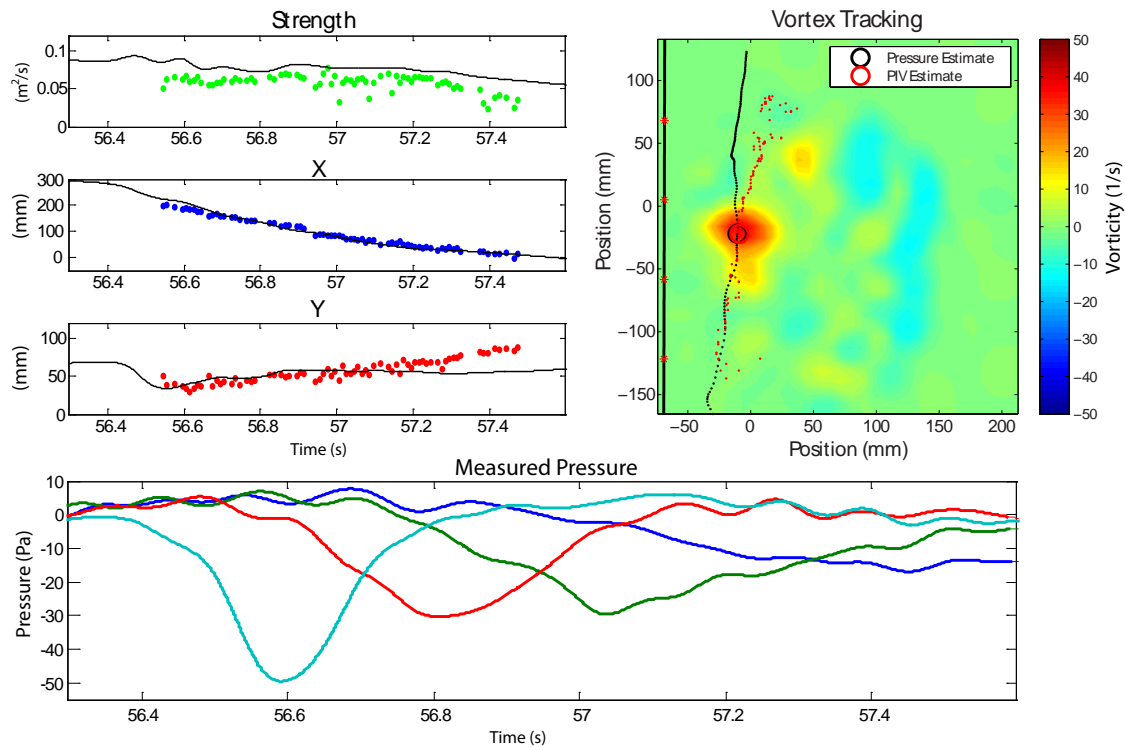 Strength
0.1
0.05
0
(m²/s)
56.4 56.6 56.8 57 57.2 57.4
X
300
200
100
0
(mm)
56.4 56.6 56.8 57 57.2 57.4
Y
100
50
0
(mm)
56.4 56.6 56.8 57 57.2 57.4
Time (s)
Vortex Tracking
Pressure Estimate
PIV Estimate
100
50
0
−50
−100
−150
Position (mm)
−50 0 50 100 150 200
Position (mm)
50
40
30
20
10
0
−10
−20
−30
−40
−50
Vorticity (1/s)
Measured Pressure
10
0
-10
-20
-30
-40
-50
Pressure (Pa)
56.4 56.6 56.8 57 57.2 57.4
Time (s)